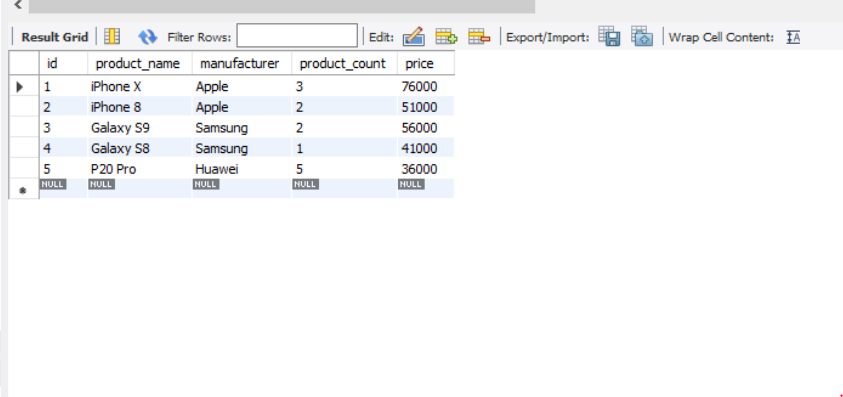 Result Grid Filter Rows: Edit: Export/Import: Wrap Cell Content: IA
id product_name manufacturer product_count price
1 iPhone X Apple 3 76000
2 iPhone 8 Apple 2 51000
3 Galaxy S9 Samsung 2 56000
4 Galaxy S8 Samsung 1 41000
5 P20 Pro Huawei 5 36000
NULL NULL NULL NULL NULL